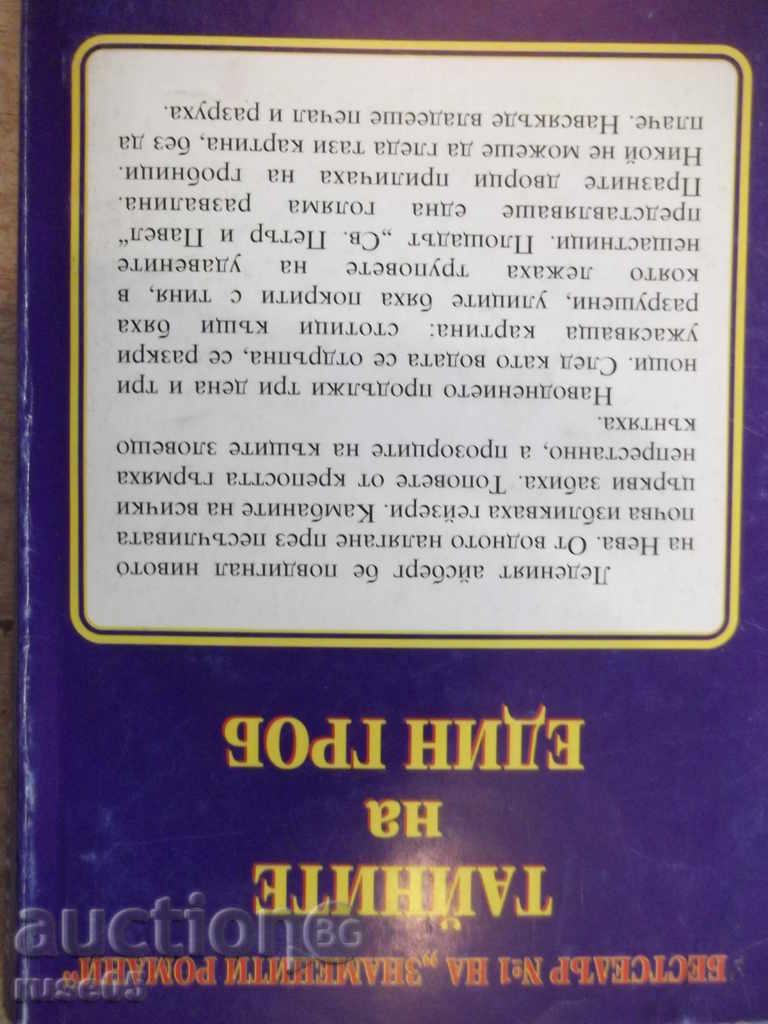 БЕСТСЕЛЪР №1 НА „ЗНАМЕНИТИ РОМАНИ“
ТАЙНИТЕ
на
ЕДИН ГРОБ
Леденият айсберг бе повдигнал нивото
на Нева. От водното налягане през песъчливата
почва избликваха гейзери. Камбаните на всички
църкви забиха. Топовете от крепостта гърмяха
непрестанно, а прозорците на къщите зловещо
кънтяха.
Наводнението продължи три дена и три
нощи. След като водата се отдръпна, се разкри
ужасяваща картина: стотици къщи бяха
разрушени, улиците бяха покрити с тиня, в
която лежаха труповете на удавените
нещастници. Площадът „Св. Петър и Павел“
представляваше една голяма развалина.
Празните дворци приличаха на гробници.
Никой не можеше да гледа тази картина, без да
плаче. Навсякъде владееше печал и разруха.
auctionBG
ruse05